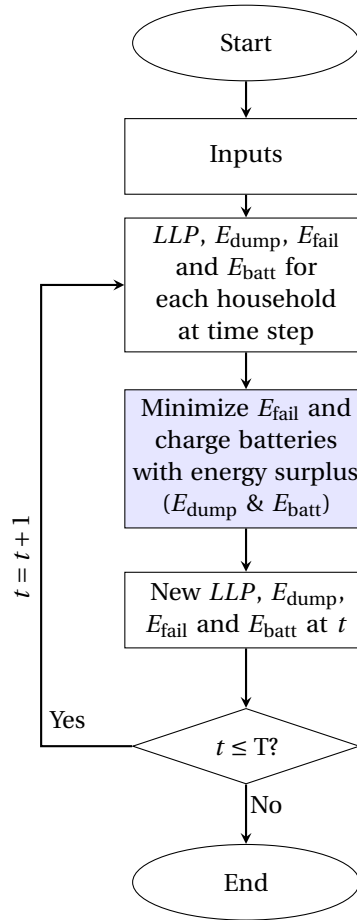 Start
Inputs
LLP, E_dump, E_fail
and E_batt for
each household
at time step
Minimize E_fail and
charge batteries
with energy surplus
(E_dump & E_batt)
New LLP, E_dump,
E_fail and E_batt at t
t = t + 1
Yes
t ≤ T?
No
End